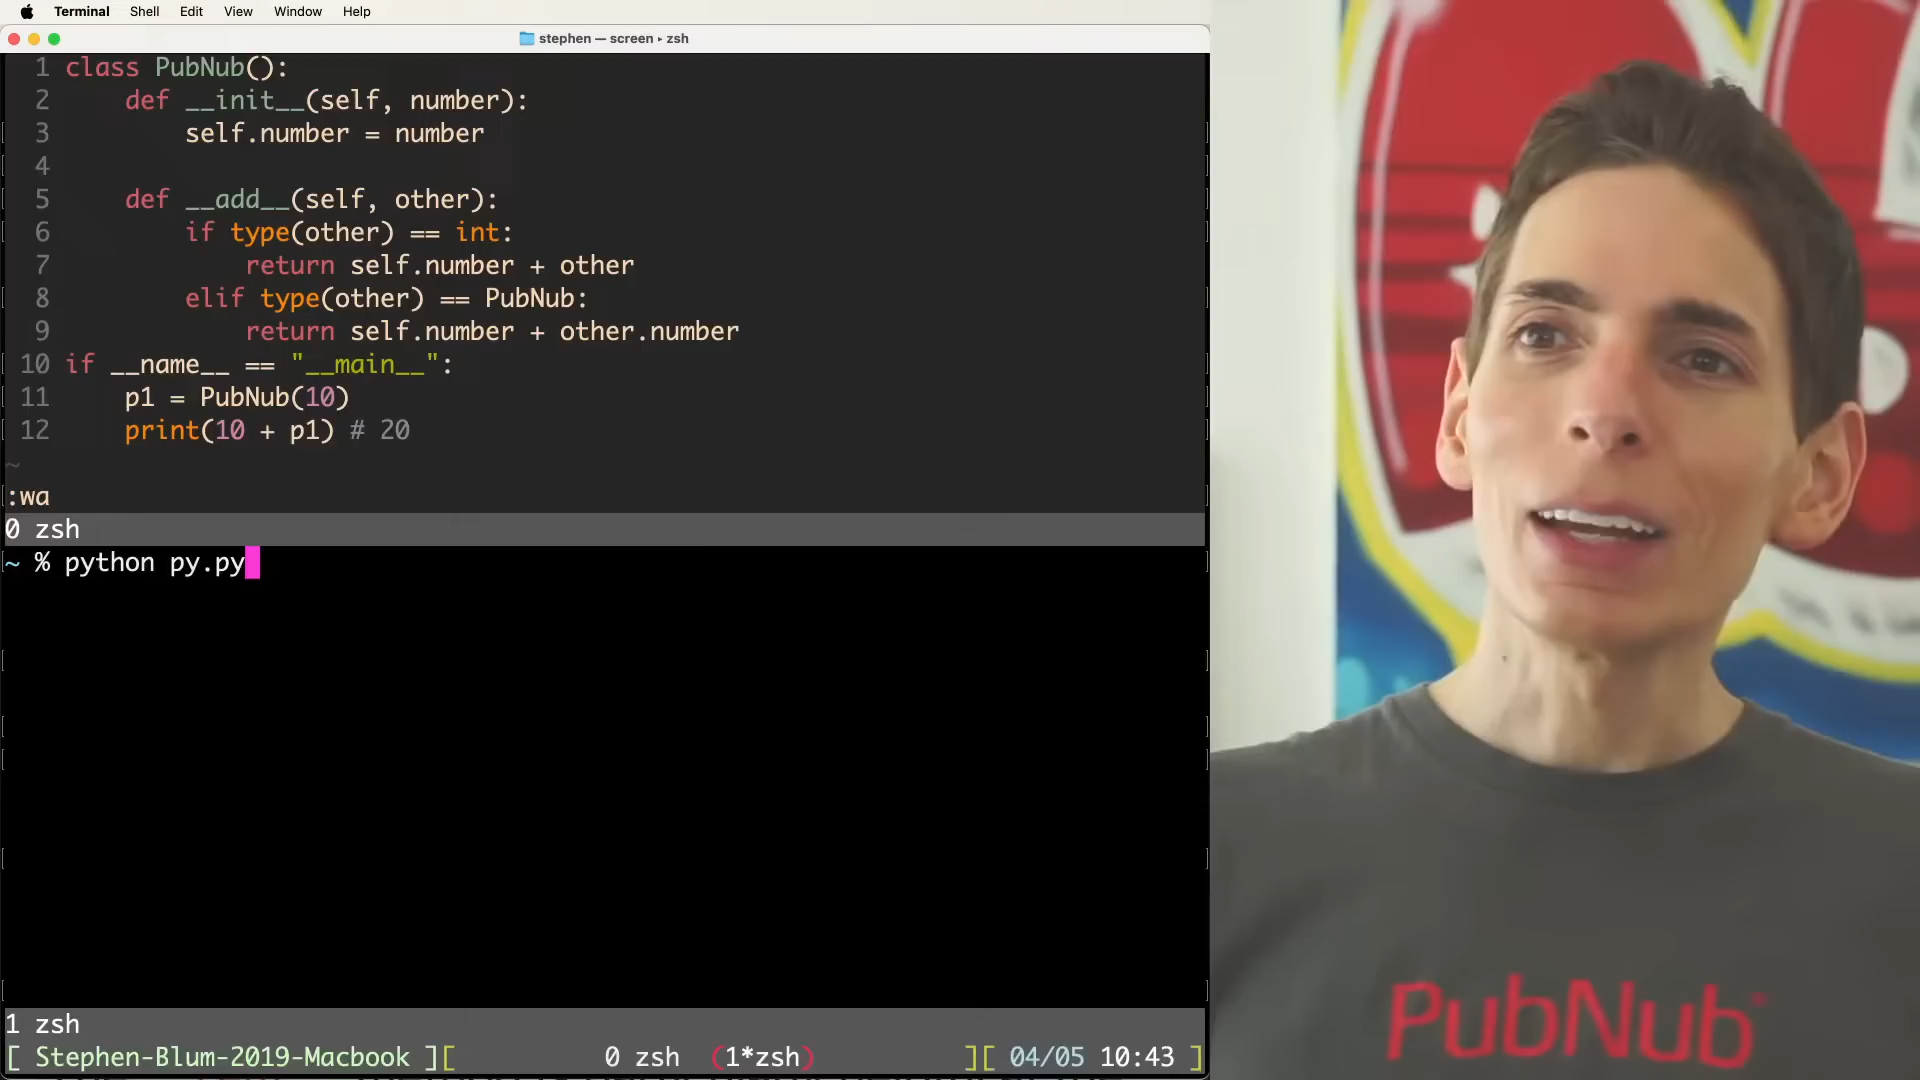 Terminal Shell Edit View Window Help
stephen — screen ▸ zsh
1 class PubNub():
2     def __init__(self, number):
3         self.number = number
4
5     def __add__(self, other):
6         if type(other) == int:
7             return self.number + other
8         elif type(other) == PubNub:
9             return self.number + other.number
10 if __name__ == "__main__":
11     p1 = PubNub(10)
12     print(10 + p1) # 20
~
:wa
0 zsh
~ % python py.py
1 zsh
[ Stephen-Blum-2019-Macbook ][ 0 zsh (1*zsh) ][ 04/05 10:43 ]
PubNub